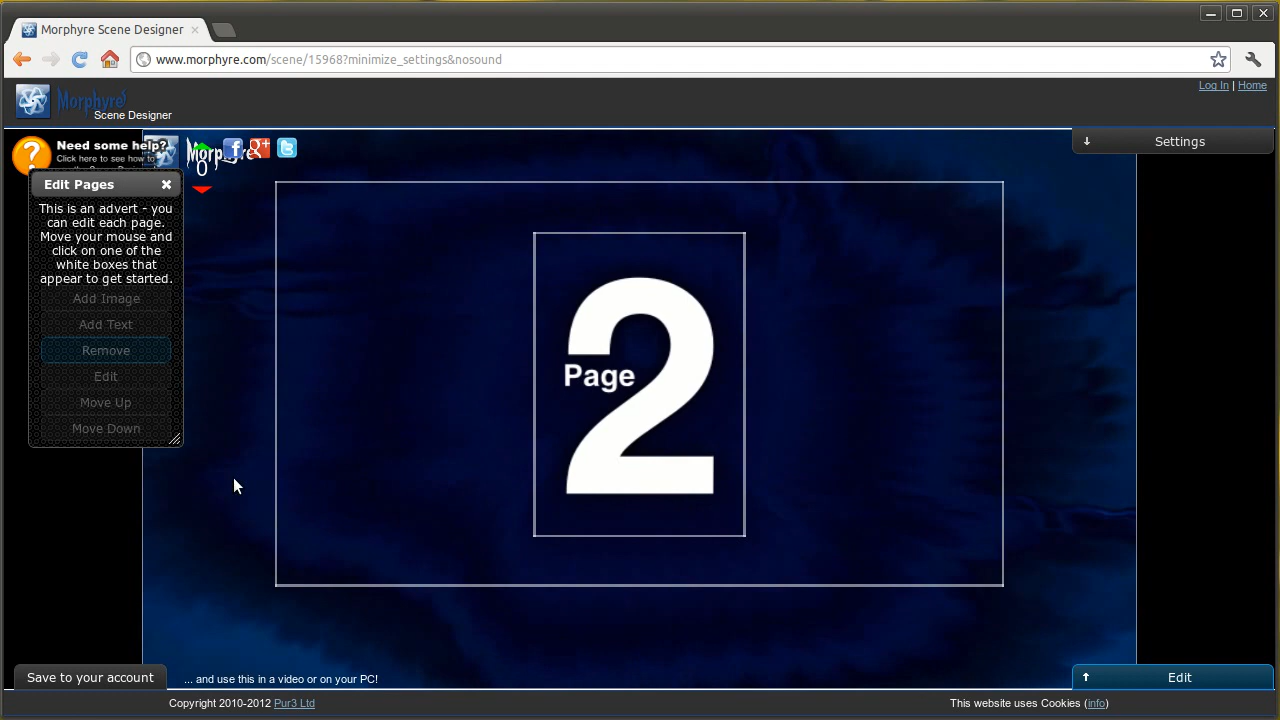 Morphyre Scene Designer
www.morphyre.com/scene/15968?minimize_settings&nosound
Log In | Home
Morphyre
Scene Designer
Need some help?
Click here to see how to
Morphyre
0
Settings
Edit Pages
This is an advert - you
can edit each page.
Move your mouse and
click on one of the
white boxes that
appear to get started.
Add Image
Add Text
Remove
Edit
Move Up
Move Down
Page
2
Save to your account
... and use this in a video or on your PC!
Edit
Copyright 2010-2012 Pur3 Ltd
This website uses Cookies (info)